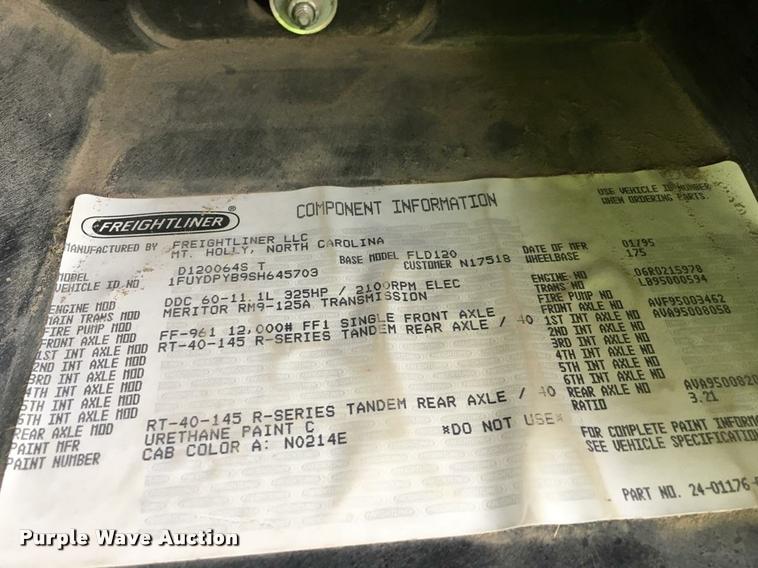 FREIGHTLINER ®
COMPONENT INFORMATION
USE VEHICLE ID NUMBER
WHEN ORDERING PARTS.
MANUFACTURED BY FREIGHTLINER LLC
MT. HOLLY, NORTH CAROLINA
MODEL D120064S T BASE MODEL FLD120 DATE OF MFR 01/95
VEHICLE ID NO 1FUYDPYB9SH645703 CUSTOMER N17518 WHEELBASE 175
ENGINE MOD DDC 60-11.1L 325HP / 2100RPM ELEC ENGINE NO 06R0215978
MAIN TRANS MOD MERITOR RM9-125A TRANSMISSION TRANS NO LB95000594
FIRE PUMP MOD FIRE PUMP NO
FRONT AXLE MOD FF-961 12,000# FF1 SINGLE FRONT AXLE FRONT AXLE NO AVF95003462
1ST INT AXLE MOD RT-40-145 R-SERIES TANDEM REAR AXLE / 40 1ST INT AXLE NO AVA95008058
2ND INT AXLE MOD 2ND INT AXLE NO
3RD INT AXLE MOD 3RD INT AXLE NO
4TH INT AXLE MOD 4TH INT AXLE NO
5TH INT AXLE MOD 5TH INT AXLE NO
6TH INT AXLE MOD 6TH INT AXLE NO
REAR AXLE MOD RT-40-145 R-SERIES TANDEM REAR AXLE / 40 REAR AXLE NO AVA9500820
PAINT MFR URETHANE PAINT C *DO NOT USE* RATIO 3.21
PAINT NUMBER CAB COLOR A: N0214E FOR COMPLETE PAINT INFORMA
SEE VEHICLE SPECIFICATION
PART NO. 24-01176-
Purple Wave Auction